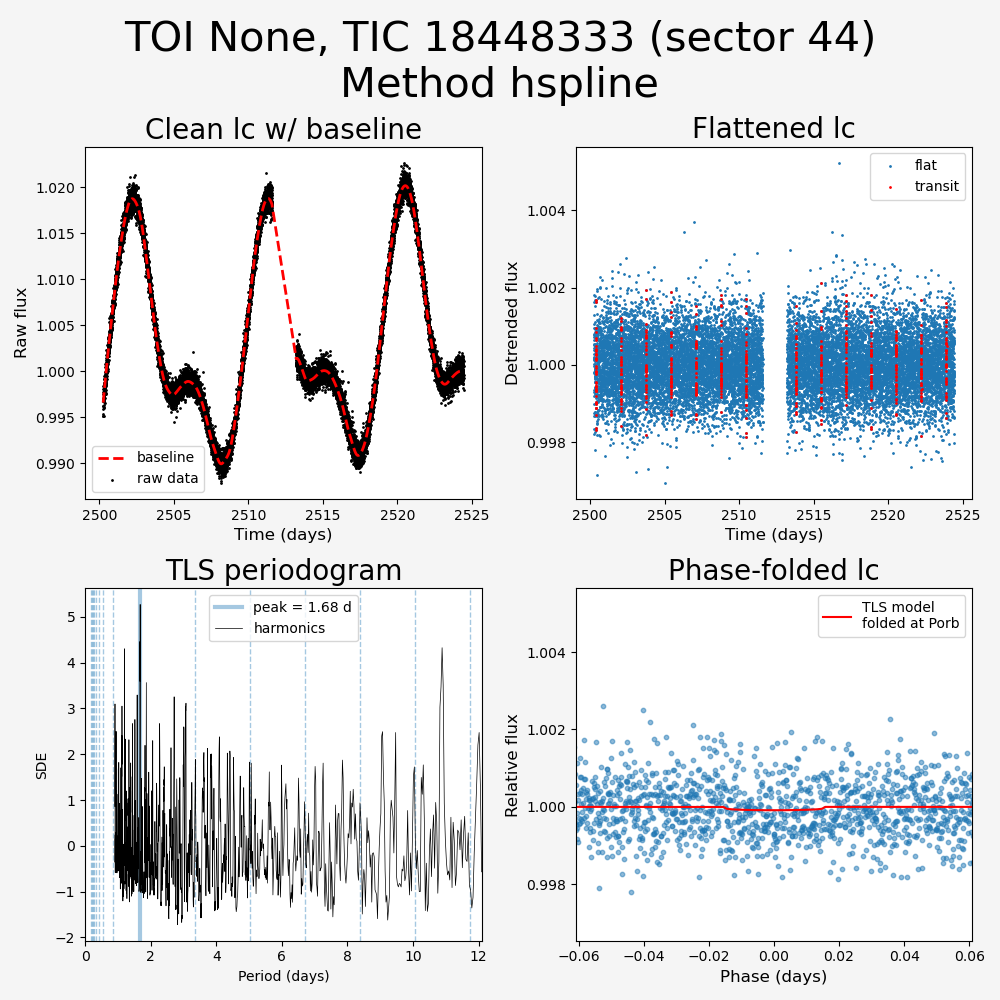 TOI None, TIC 18448333 (sector 44)
Method hspline
Clean lc w/ baseline
Raw flux
1.020
1.015
1.010
1.005
1.000
0.995
0.990
baseline
raw data
2500 2505 2510 2515 2520 2525
Time (days)
Flattened lc
Detrended flux
1.004
1.002
1.000
0.998
flat
transit
2500 2505 2510 2515 2520 2525
Time (days)
TLS periodogram
SDE
5
4
3
2
1
0
−1
−2
peak = 1.68 d
harmonics
0 2 4 6 8 10 12
Period (days)
Phase-folded lc
Relative flux
1.004
1.002
1.000
0.998
TLS model
folded at Porb
−0.06 −0.04 −0.02 0.00 0.02 0.04 0.06
Phase (days)